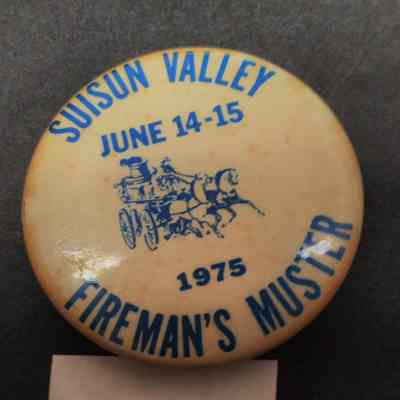 SUISUN VALLEY
JUNE 14-15
1975
FIREMAN'S MUSTER